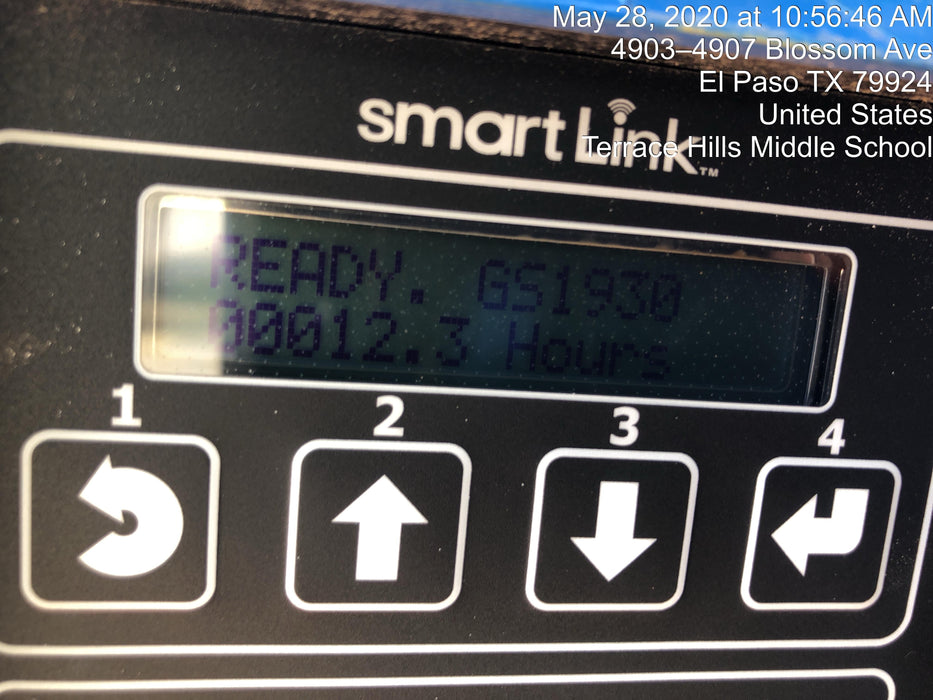 May 28, 2020 at 10:56:46 AM
4903–4907 Blossom Ave
El Paso TX 79924
United States
Terrace Hills Middle School
smart Link™
READY. GS1930
00012.3 Hours
1 2 3 4